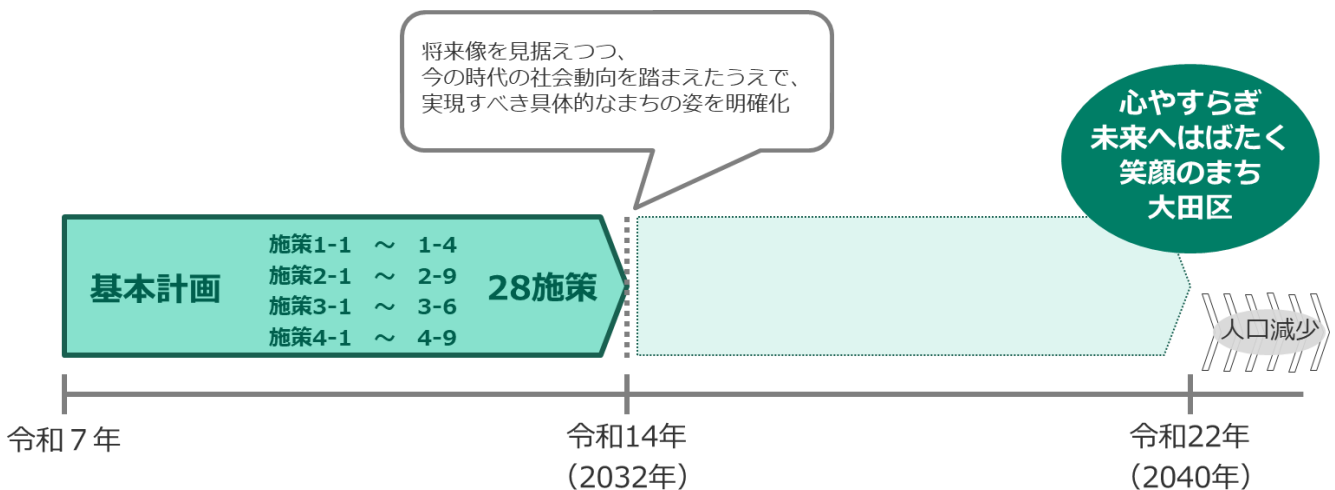 将来像を見据えつつ、
今の時代の社会動向を踏まえたうえで、
実現すべき具体的なまちの姿を明確化
心やすらぎ
未来へはばたく
笑顔のまち
大田区
基本計画
施策1-1 ～ 1-4
施策2-1 ～ 2-9
施策3-1 ～ 3-6
施策4-1 ～ 4-9
28施策
人口減少
令和７年
令和14年
（2032年）
令和22年
（2040年）